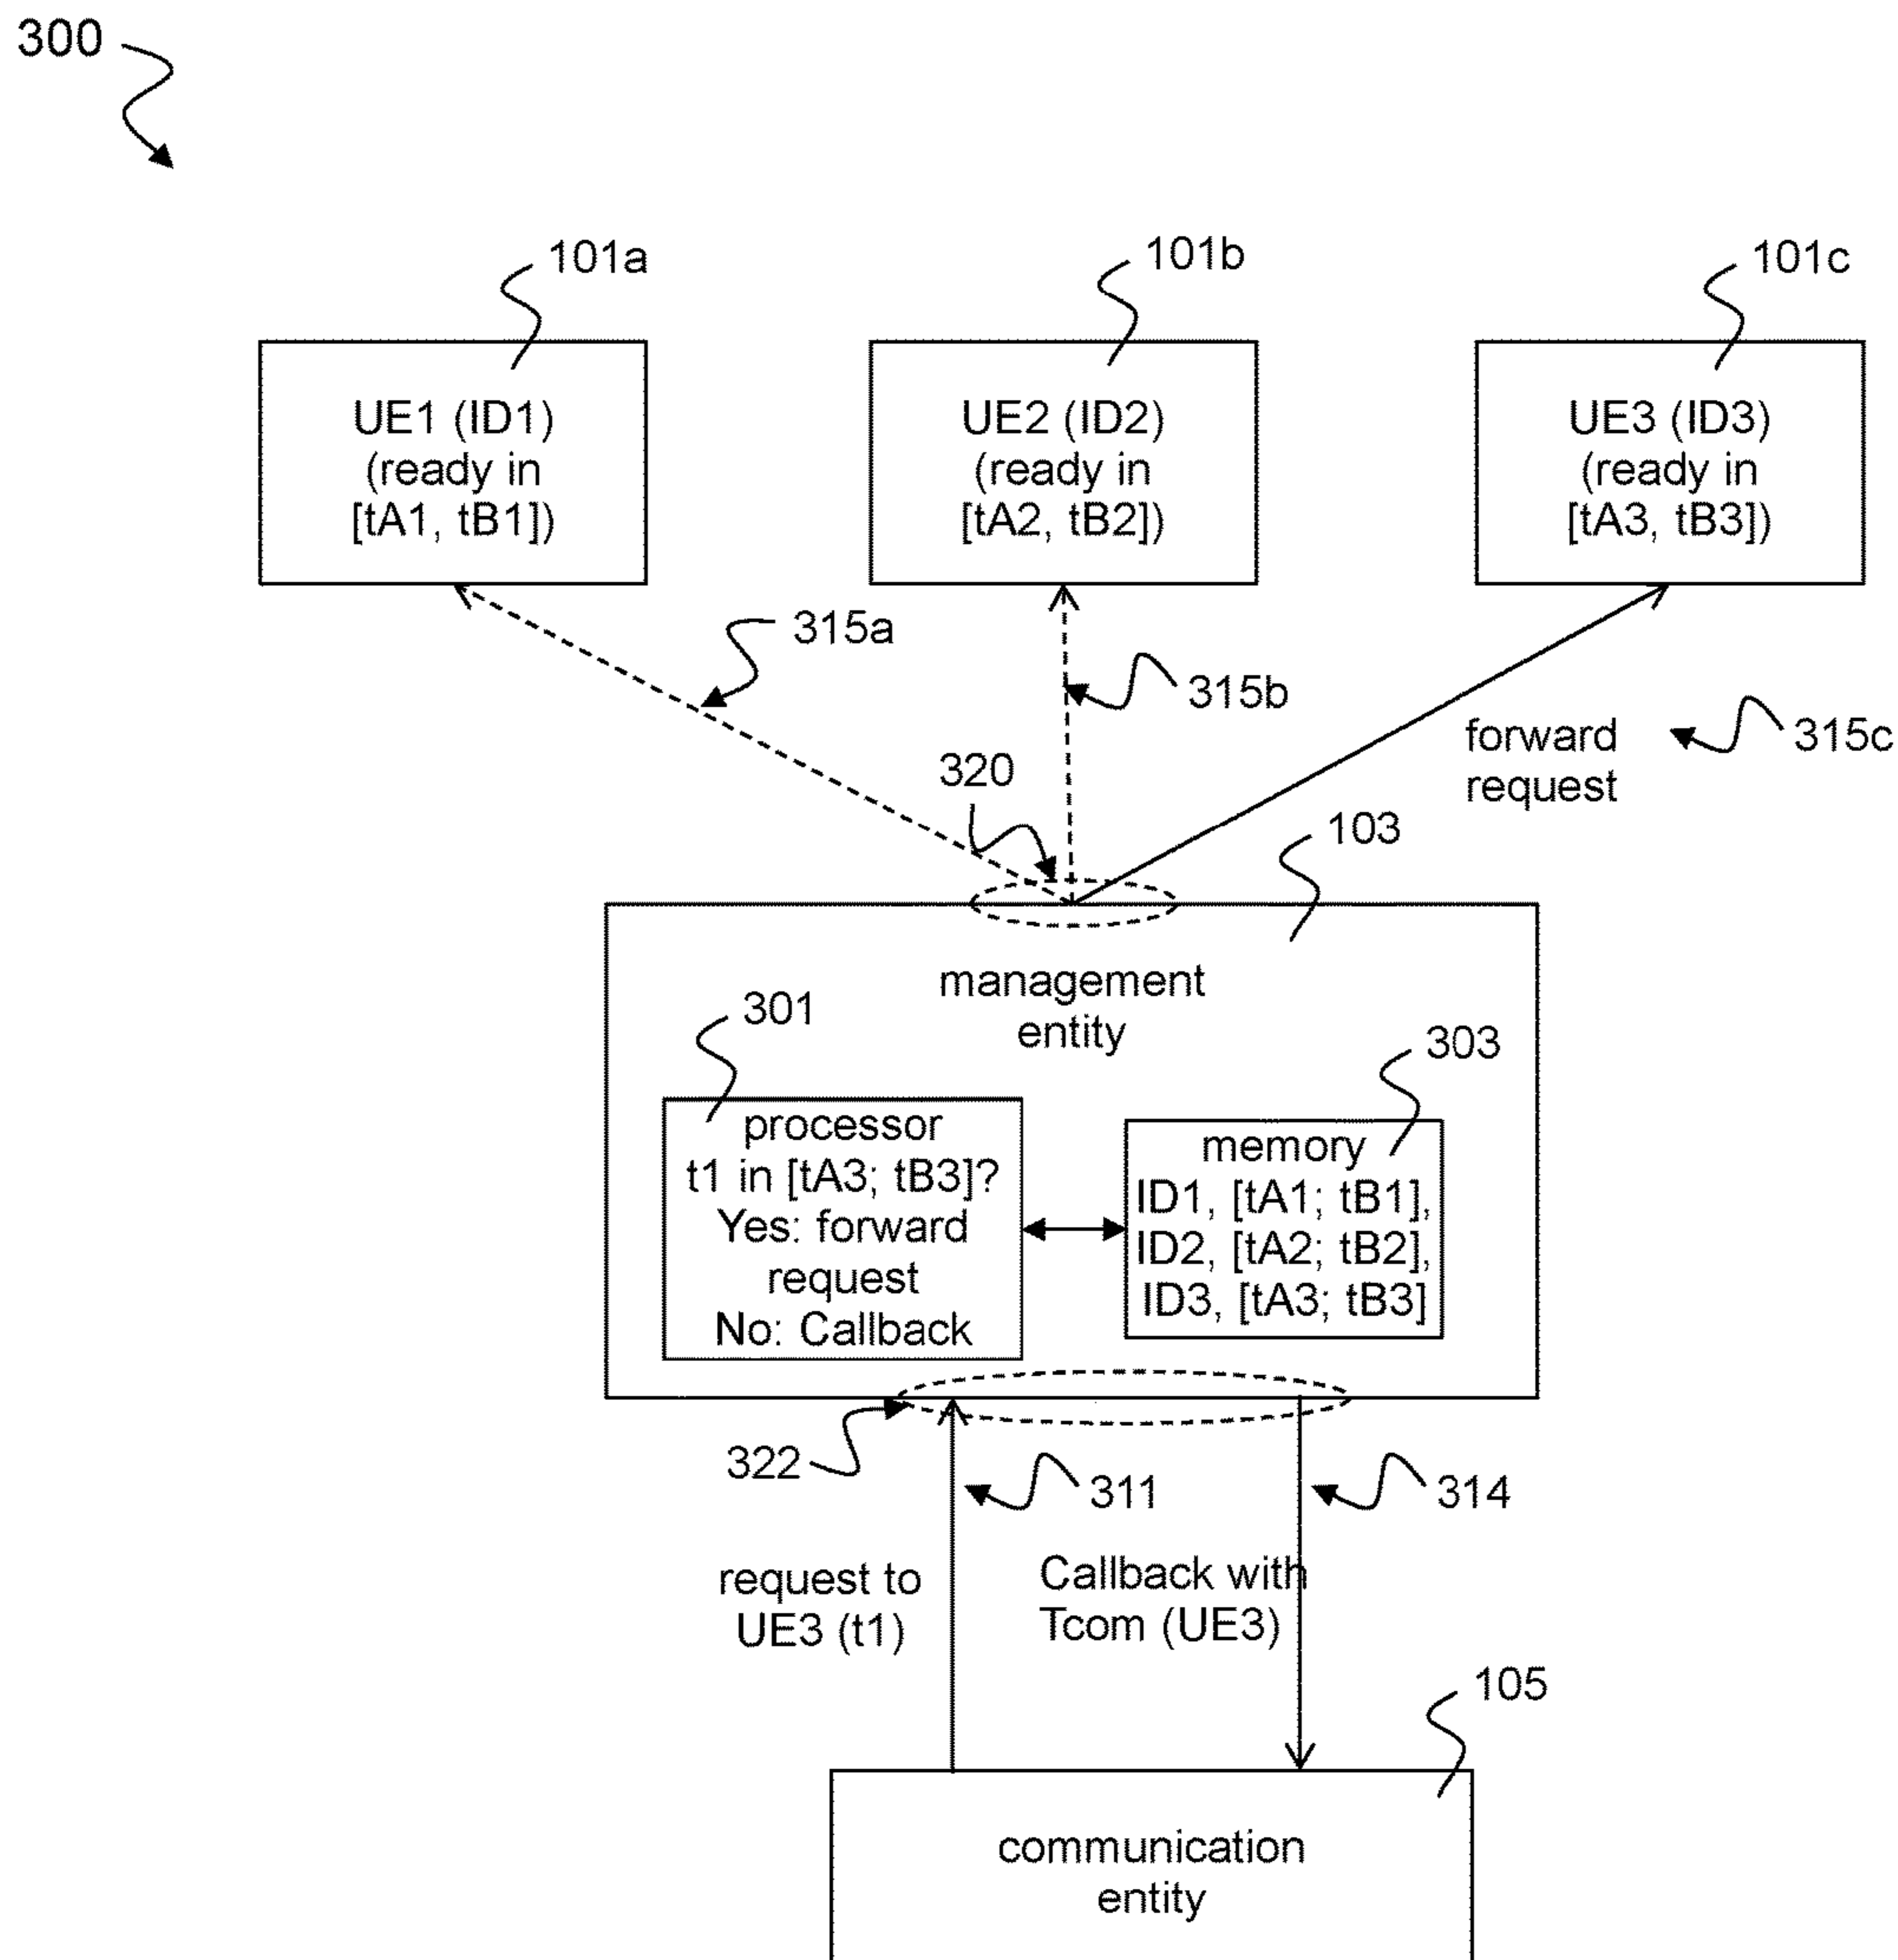 300
101a
101b
101c
UE1 (ID1)
(ready in
[tA1, tB1])
UE2 (ID2)
(ready in
[tA2, tB2])
UE3 (ID3)
(ready in
[tA3, tB3])
315a
315b
forward
request
315c
320
103
management
entity
301
303
processor
t1 in [tA3; tB3]?
Yes: forward
request
No: Callback
memory
ID1, [tA1; tB1],
ID2, [tA2; tB2],
ID3, [tA3; tB3]
322
311
314
request to
UE3 (t1)
Callback with
Tcom (UE3)
105
communication
entity